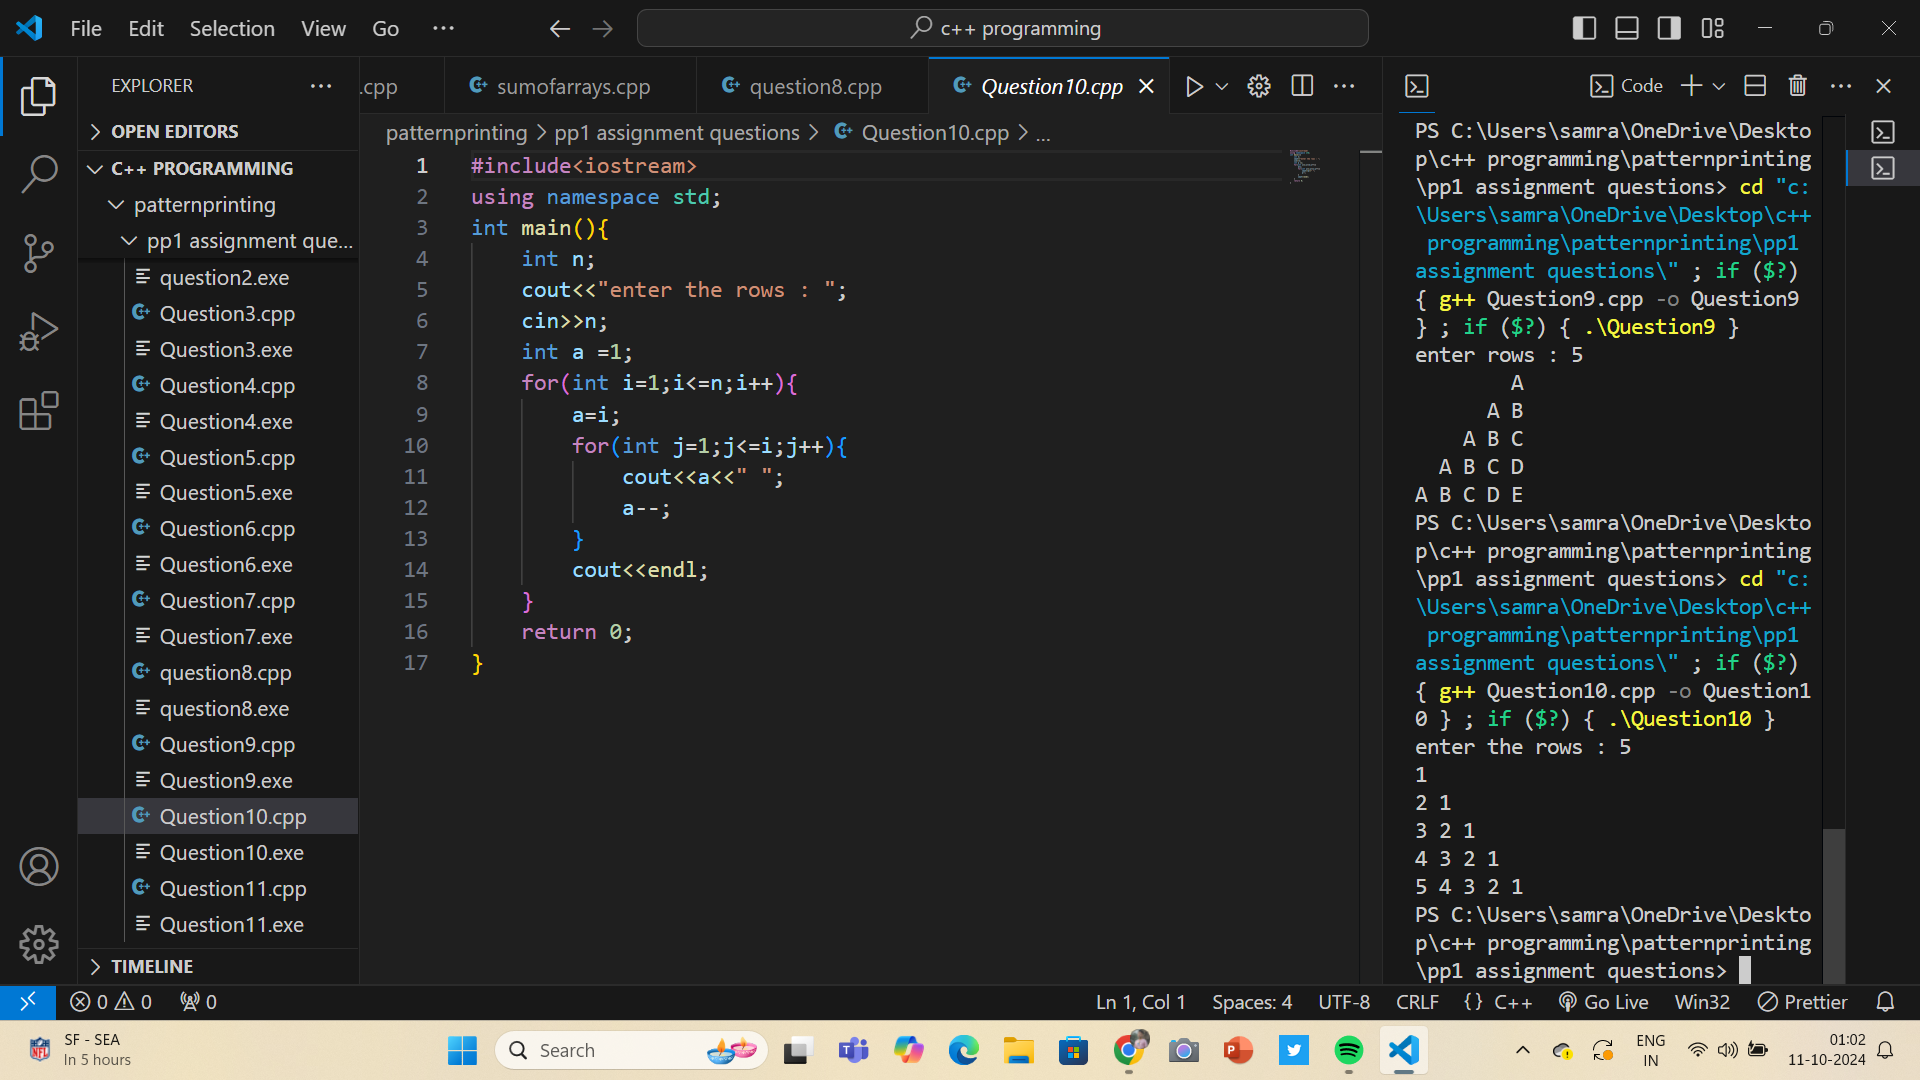 File Edit Selection View Go ···
c++ programming
EXPLORER ···
OPEN EDITORS
C++ PROGRAMMING
patternprinting
pp1 assignment que...
question2.exe
Question3.cpp
Question3.exe
Question4.cpp
Question4.exe
Question5.cpp
Question5.exe
Question6.cpp
Question6.exe
Question7.cpp
Question7.exe
question8.cpp
question8.exe
Question9.cpp
Question9.exe
Question10.cpp
Question10.exe
Question11.cpp
Question11.exe
TIMELINE
.cpp sumofarrays.cpp question8.cpp Question10.cpp
patternprinting > pp1 assignment questions > Question10.cpp > ...
1 #include<iostream>
2 using namespace std;
3 int main(){
4     int n;
5     cout<<"enter the rows : ";
6     cin>>n;
7     int a =1;
8     for(int i=1;i<=n;i++){
9         a=i;
10         for(int j=1;j<=i;j++){
11             cout<<a<<" ";
12             a--;
13         }
14         cout<<endl;
15     }
16     return 0;
17 }
Code
PS C:\Users\samra\OneDrive\Deskto
p\c++ programming\patternprinting
\pp1 assignment questions> cd "c:
\Users\samra\OneDrive\Desktop\c++
 programming\patternprinting\pp1
assignment questions\" ; if ($?)
{ g++ Question9.cpp -o Question9
} ; if ($?) { .\Question9 }
enter rows : 5
        A
      A B
    A B C
  A B C D
A B C D E
PS C:\Users\samra\OneDrive\Deskto
p\c++ programming\patternprinting
\pp1 assignment questions> cd "c:
\Users\samra\OneDrive\Desktop\c++
 programming\patternprinting\pp1
assignment questions\" ; if ($?)
{ g++ Question10.cpp -o Question1
0 } ; if ($?) { .\Question10 }
enter the rows : 5
1
2 1
3 2 1
4 3 2 1
5 4 3 2 1
PS C:\Users\samra\OneDrive\Deskto
p\c++ programming\patternprinting
\pp1 assignment questions>
0 0 0 Ln 1, Col 1 Spaces: 4 UTF-8 CRLF {} C++ Go Live Win32 Prettier
SF - SEA
In 5 hours
Search
ENG
IN
01:02
11-10-2024